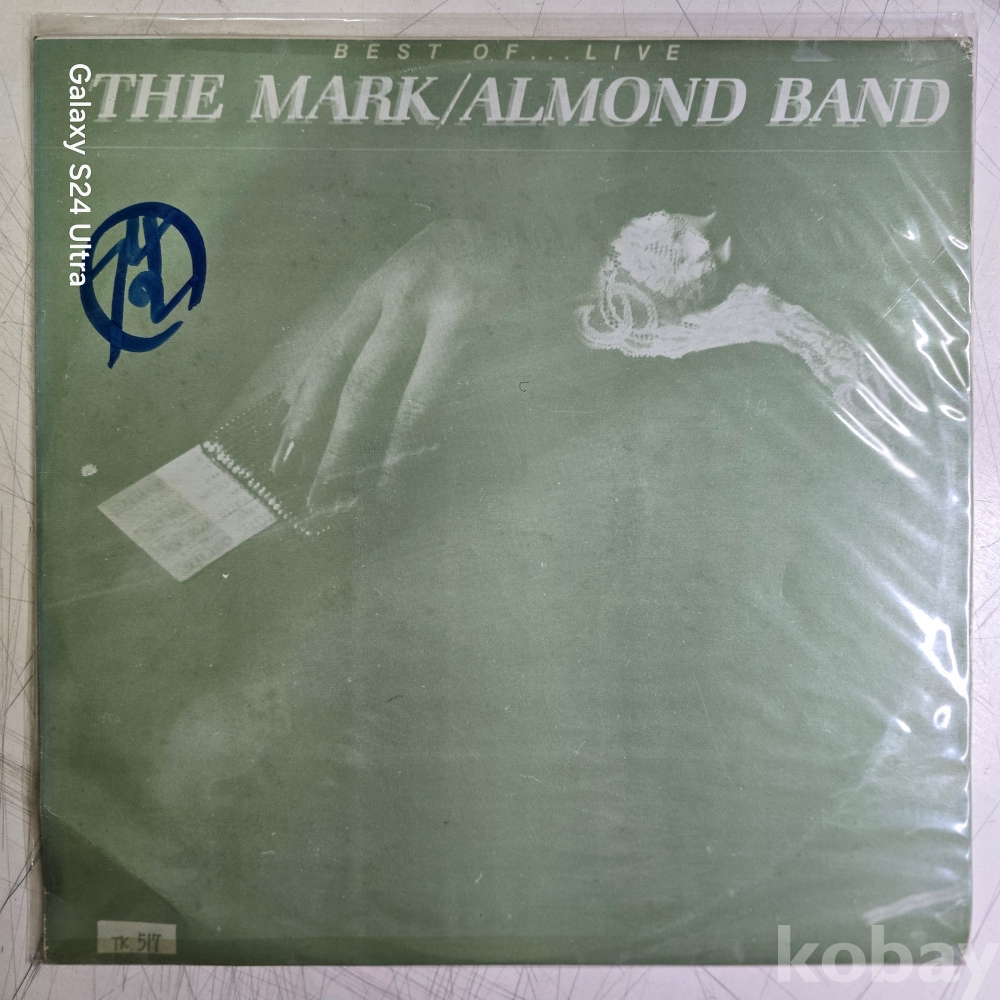 BEST OF...LIVE
THE MARK/ALMOND BAND
Galaxy S24 Ultra
TK 517
kobay